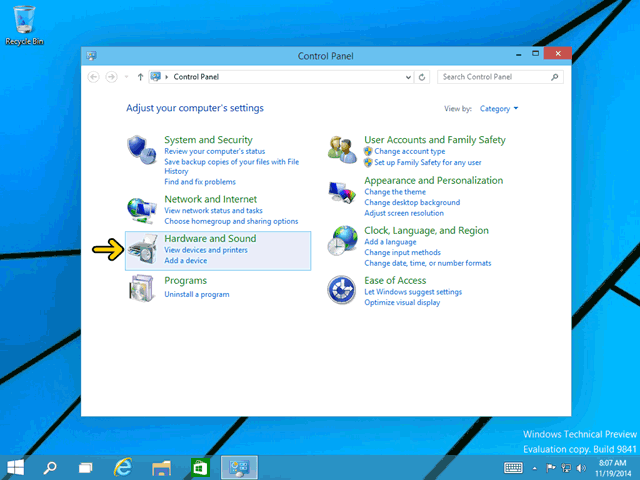 Recycle Bin
Control Panel
Control Panel
Search Control Panel
Adjust your computer's settings
View by: Category
System and Security
Review your computer's status
Save backup copies of your files with File
History
Find and fix problems
Network and Internet
View network status and tasks
Choose homegroup and sharing options
Hardware and Sound
View devices and printers
Add a device
Programs
Uninstall a program
User Accounts and Family Safety
Change account type
Set up Family Safety for any user
Appearance and Personalization
Change the theme
Change desktop background
Adjust screen resolution
Clock, Language, and Region
Add a language
Change input methods
Change date, time, or number formats
Ease of Access
Let Windows suggest settings
Optimize visual display
Windows Technical Preview
Evaluation copy. Build 9841
8:07 AM
11/19/2014